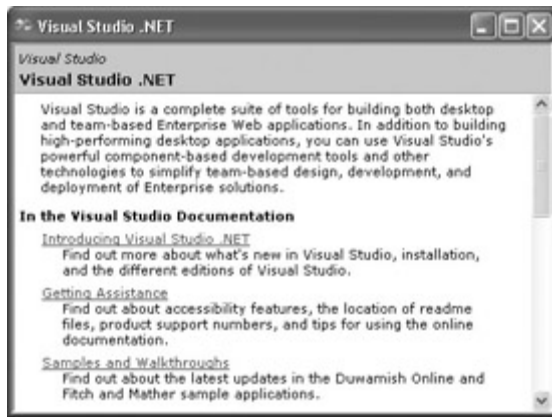 Visual Studio .NET
Visual Studio
Visual Studio .NET
Visual Studio is a complete suite of tools for building both desktop
and team-based Enterprise Web applications. In addition to building
high-performing desktop applications, you can use Visual Studio's
powerful component-based development tools and other
technologies to simplify team-based design, development, and
deployment of Enterprise solutions.
In the Visual Studio Documentation
Introducing Visual Studio .NET
Find out more about what's new in Visual Studio, installation,
and the different editions of Visual Studio.
Getting Assistance
Find out about accessibility features, the location of readme
files, product support numbers, and tips for using the online
documentation.
Samples and Walkthroughs
Find out about the latest updates in the Duwamish Online and
Fitch and Mather sample applications.